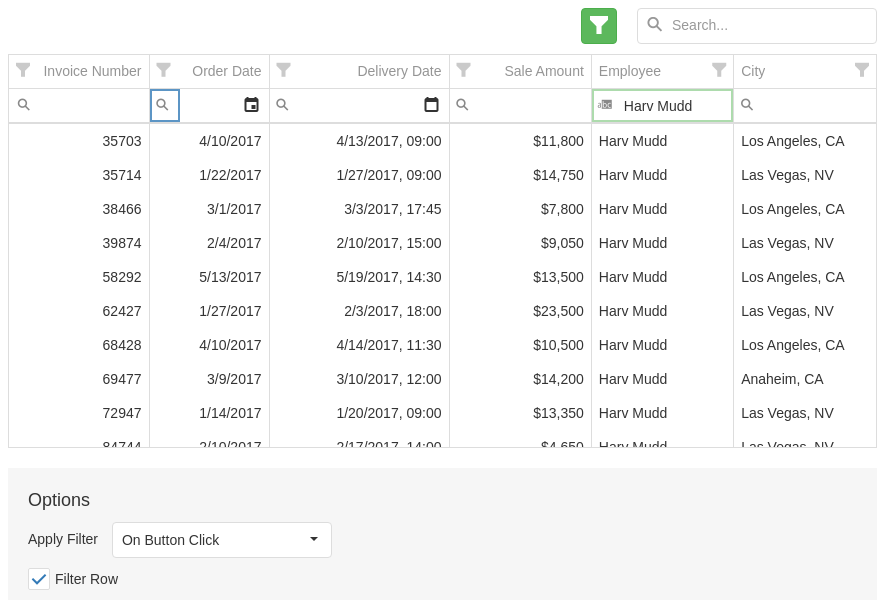 Search...
Invoice Number Order Date Delivery Date Sale Amount Employee City
abc Harv Mudd
35703 4/10/2017 4/13/2017, 09:00 $11,800 Harv Mudd Los Angeles, CA
35714 1/22/2017 1/27/2017, 09:00 $14,750 Harv Mudd Las Vegas, NV
38466 3/1/2017 3/3/2017, 17:45 $7,800 Harv Mudd Los Angeles, CA
39874 2/4/2017 2/10/2017, 15:00 $9,050 Harv Mudd Las Vegas, NV
58292 5/13/2017 5/19/2017, 14:30 $13,500 Harv Mudd Los Angeles, CA
62427 1/27/2017 2/3/2017, 18:00 $23,500 Harv Mudd Las Vegas, NV
68428 4/10/2017 4/14/2017, 11:30 $10,500 Harv Mudd Los Angeles, CA
69477 3/9/2017 3/10/2017, 12:00 $14,200 Harv Mudd Anaheim, CA
72947 1/14/2017 1/20/2017, 09:00 $13,350 Harv Mudd Las Vegas, NV
84744 2/10/2017 2/17/2017, 14:00 $4,650 Harv Mudd Las Vegas, NV
Options
Apply Filter On Button Click
Filter Row